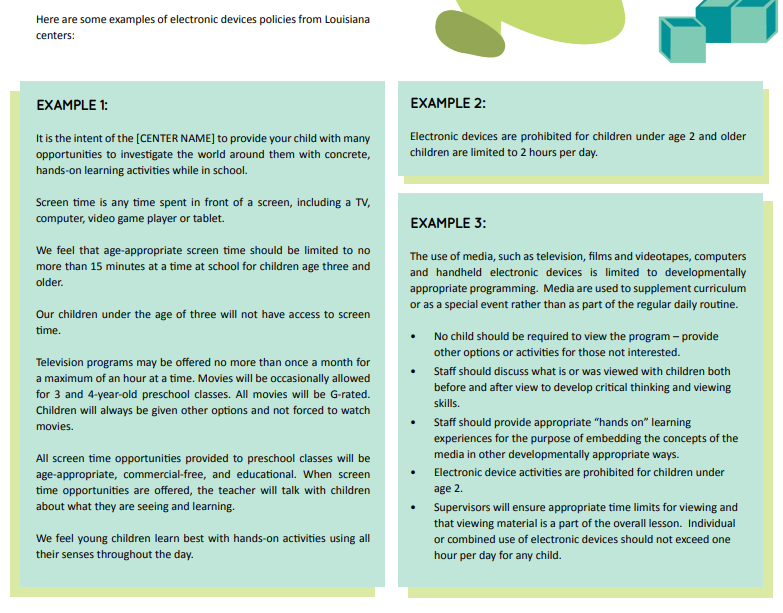 Here are some examples of electronic devices policies from Louisiana
centers:
EXAMPLE 1:
It is the intent of the [CENTER NAME] to provide your child with many
opportunities to investigate the world around them with concrete,
hands-on learning activities while in school.
Screen time is any time spent in front of a screen, including a TV,
computer, video game player or tablet.
We feel that age-appropriate screen time should be limited to no
more than 15 minutes at a time at school for children age three and
older.
Our children under the age of three will not have access to screen
time.
Television programs may be offered no more than once a month for
a maximum of an hour at a time. Movies will be occasionally allowed
for 3 and 4-year-old preschool classes. All movies will be G-rated.
Children will always be given other options and not forced to watch
movies.
All screen time opportunities provided to preschool classes will be
age-appropriate, commercial-free, and educational. When screen
time opportunities are offered, the teacher will talk with children
about what they are seeing and learning.
We feel young children learn best with hands-on activities using all
their senses throughout the day.
EXAMPLE 2:
Electronic devices are prohibited for children under age 2 and older
children are limited to 2 hours per day.
EXAMPLE 3:
The use of media, such as television, films and videotapes, computers
and handheld electronic devices is limited to developmentally
appropriate programming. Media are used to supplement curriculum
or as a special event rather than as part of the regular daily routine.
• No child should be required to view the program – provide
other options or activities for those not interested.
• Staff should discuss what is or was viewed with children both
before and after view to develop critical thinking and viewing
skills.
• Staff should provide appropriate “hands on” learning
experiences for the purpose of embedding the concepts of the
media in other developmentally appropriate ways.
• Electronic device activities are prohibited for children under
age 2.
• Supervisors will ensure appropriate time limits for viewing and
that viewing material is a part of the overall lesson. Individual
or combined use of electronic devices should not exceed one
hour per day for any child.